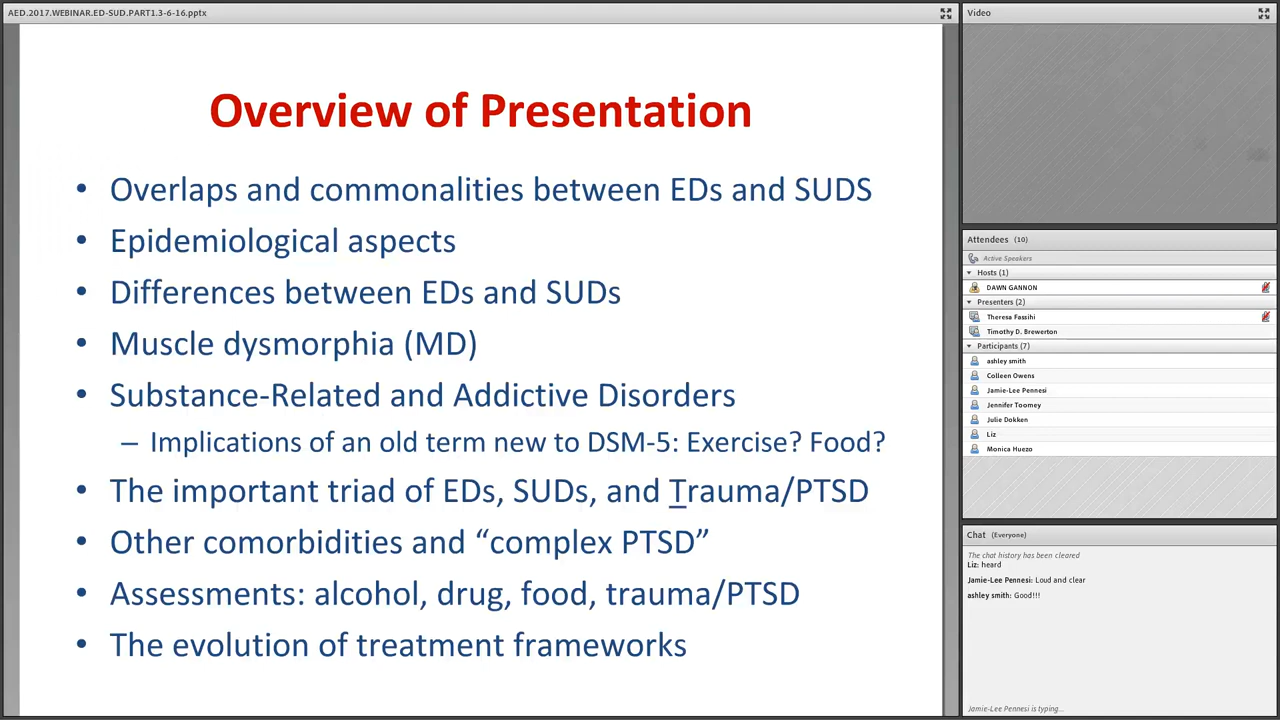 AED.2017.WEBINAR.ED-SUD.PART1.3-6-16.pptx
Overview of Presentation
• Overlaps and commonalities between EDs and SUDS
• Epidemiological aspects
• Differences between EDs and SUDs
• Muscle dysmorphia (MD)
• Substance-Related and Addictive Disorders
– Implications of an old term new to DSM-5: Exercise? Food?
• The important triad of EDs, SUDs, and Trauma/PTSD
• Other comorbidities and “complex PTSD”
• Assessments: alcohol, drug, food, trauma/PTSD
• The evolution of treatment frameworks
Video
Attendees (10)
Active Speakers
Hosts (1)
DAWN GANNON
Presenters (2)
Theresa Fassihi
Timothy D. Brewerton
Participants (7)
ashley smith
Colleen Owens
Jamie-Lee Pennesi
Jennifer Toomey
Julie Dokken
Liz
Monica Huezo
Chat (Everyone)
The chat history has been cleared
Liz: heard
Jamie-Lee Pennesi: Loud and clear
ashley smith: Good!!!
Jamie-Lee Pennesi is typing...